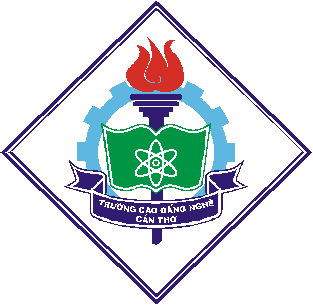 TRƯỜNG CAO ĐẲNG NGHỀ
CẦN THƠ